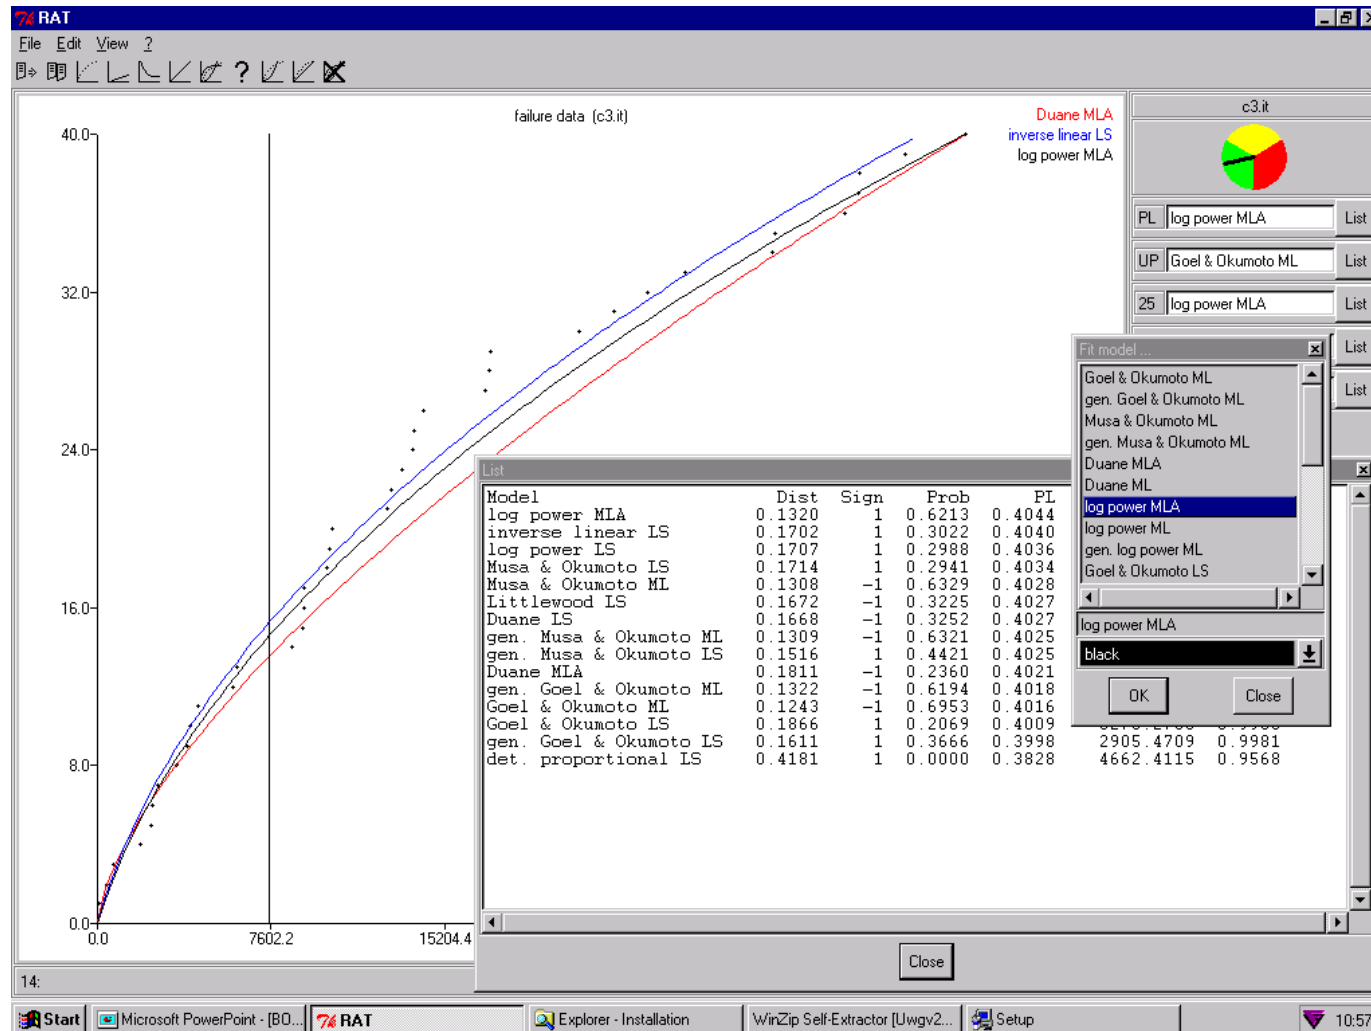 RAT
File Edit View ?
failure data (c3.it)
Duane MLA
inverse linear LS
log power MLA
40.0
32.0
24.0
16.0
8.0
0.0
0.0 7602.2 15204.4
14:
c3.it
PL log power MLA List
UP Goel & Okumoto ML List
25 log power MLA List
List
List
Fit model ...
Goel & Okumoto ML
gen. Goel & Okumoto ML
Musa & Okumoto ML
gen. Musa & Okumoto ML
Duane MLA
Duane ML
log power MLA
log power ML
gen. log power ML
Goel & Okumoto LS
log power MLA
black
OK Close
List
Model Dist Sign Prob PL
log power MLA 0.1320 1 0.6213 0.4044
inverse linear LS 0.1702 1 0.3022 0.4040
log power LS 0.1707 1 0.2988 0.4036
Musa & Okumoto LS 0.1714 1 0.2941 0.4034
Musa & Okumoto ML 0.1308 -1 0.6329 0.4028
Littlewood LS 0.1672 -1 0.3225 0.4027
Duane LS 0.1668 -1 0.3252 0.4027
gen. Musa & Okumoto ML 0.1309 -1 0.6321 0.4025
gen. Musa & Okumoto LS 0.1516 1 0.4421 0.4025
Duane MLA 0.1811 -1 0.2360 0.4021
gen. Goel & Okumoto ML 0.1322 -1 0.6194 0.4018
Goel & Okumoto ML 0.1243 -1 0.6953 0.4016
Goel & Okumoto LS 0.1866 1 0.2069 0.4009
gen. Goel & Okumoto LS 0.1611 1 0.3666 0.3998 2905.4709 0.9981
det. proportional LS 0.4181 1 0.0000 0.3828 4662.4115 0.9568
Close
Start Microsoft PowerPoint - [BO... RAT Explorer - Installation WinZip Self-Extractor [Uwgv2... Setup 10:57